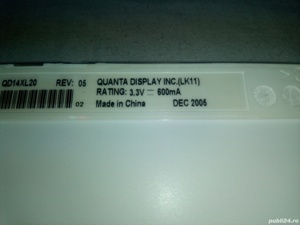 QD14XL20 REV: 05 QUANTA DISPLAY INC.(LK11)
RATING: 3.3V ⎓ 600mA
02 Made in China DEC 2005
publi24.ro